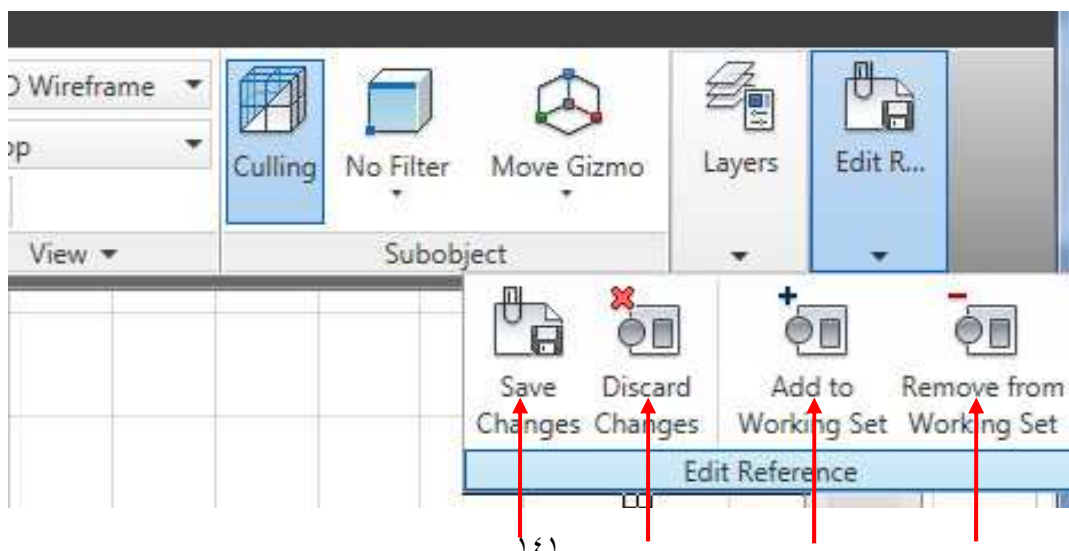 D Wireframe
op
Culling
No Filter
Move Gizmo
Layers
Edit R...
View
Subobject
Save Changes
Discard Changes
Add to Working Set
Remove from Working Set
Edit Reference
١٤١